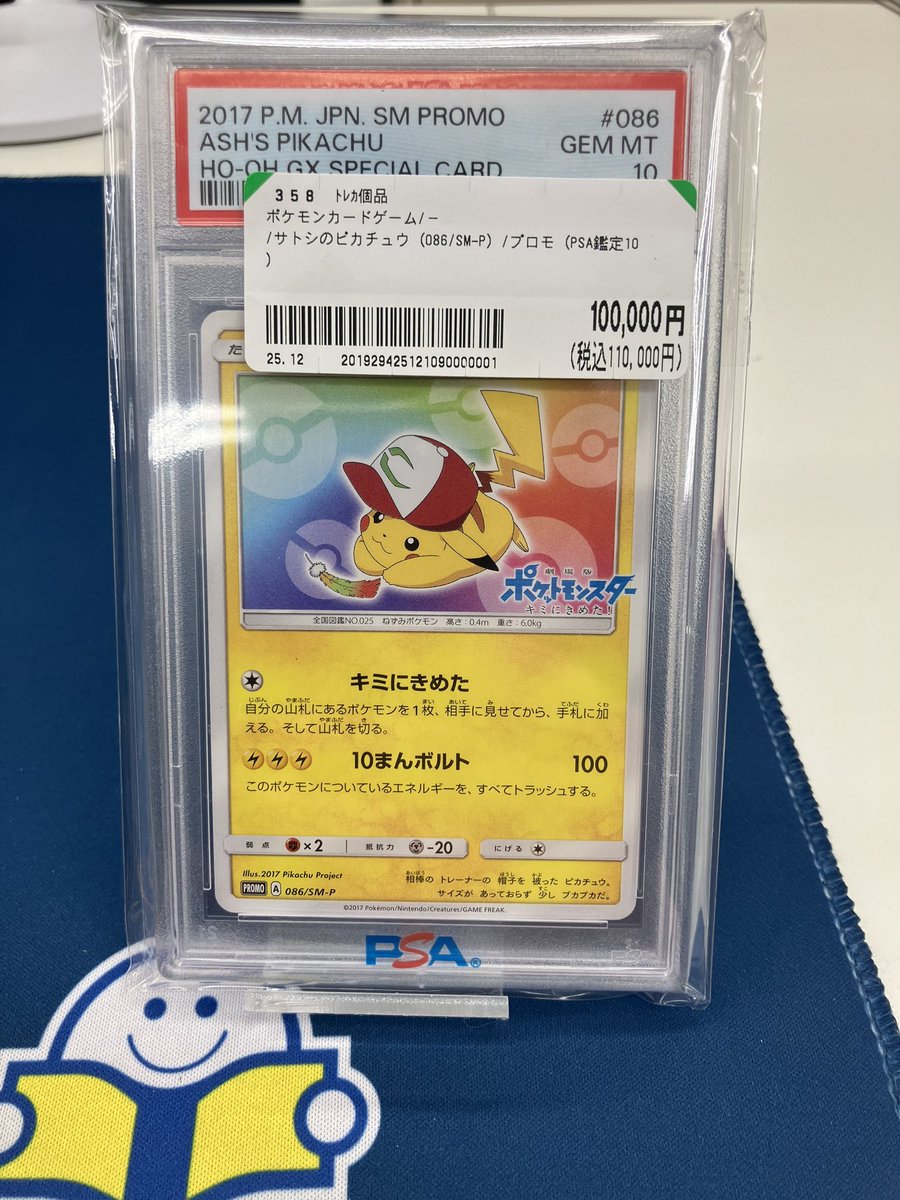 2017 P.M. JPN. SM PROMO #086
ASH'S PIKACHU GEM MT
HO-OH GX SPECIAL CARD 10
358 ﾄﾚｶ個品
ポケモンカードゲーム/－
/サトシのピカチュウ（086/SM-P）/プロモ（PSA鑑定10
）
100,000円
25.12 2019294251210900000001
(税込110,000円)
た
劇場版
ポケットモンスター
キミにきめた!
全国図鑑NO.025 ねずみポケモン 高さ:0.4m 重さ:6.0kg
キミにきめた
自分の山札にあるポケモンを1枚、相手に見せてから、手札に加
える。そして山札を切る。
10まんボルト 100
このポケモンについているエネルギーを、すべてトラッシュする。
弱点 ×2 抵抗力 -20 にげる
Illus.2017 Pikachu Project
PROMO A 086/SM-P
相棒の トレーナーの 帽子を 被った ピカチュウ。
サイズが あっておらず 少し ブカブカだ。
©2017 Pokémon/Nintendo/Creatures/GAME FREAK.
PSA®